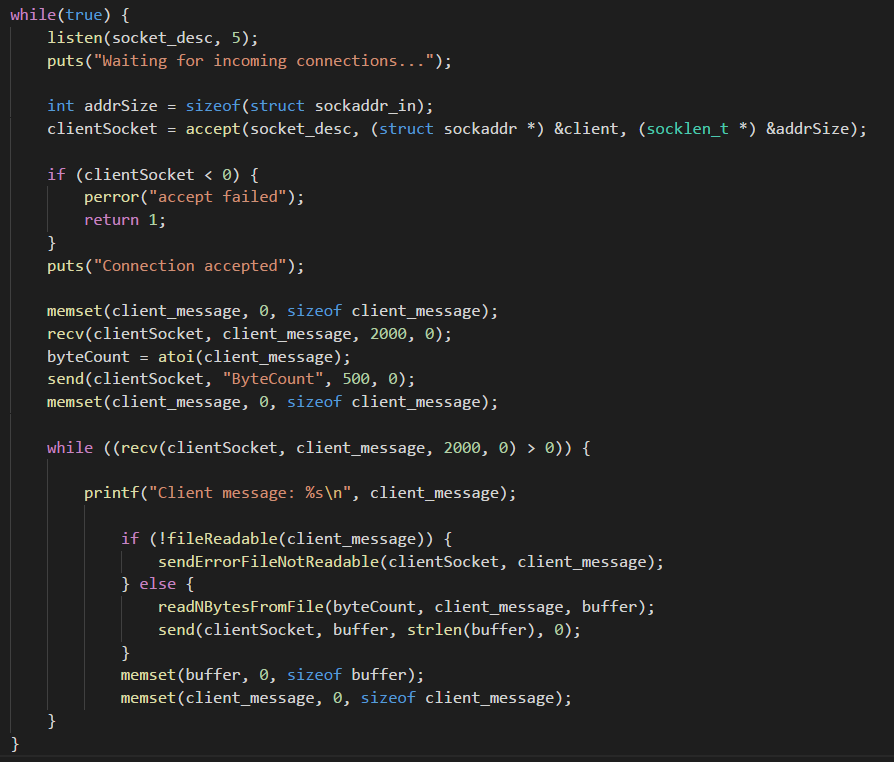 while(true) {
    listen(socket_desc, 5);
    puts("Waiting for incoming connections...");

    int addrSize = sizeof(struct sockaddr_in);
    clientSocket = accept(socket_desc, (struct sockaddr *) &client, (socklen_t *) &addrSize);

    if (clientSocket < 0) {
        perror("accept failed");
        return 1;
    }
    puts("Connection accepted");

    memset(client_message, 0, sizeof client_message);
    recv(clientSocket, client_message, 2000, 0);
    byteCount = atoi(client_message);
    send(clientSocket, "ByteCount", 500, 0);
    memset(client_message, 0, sizeof client_message);

    while ((recv(clientSocket, client_message, 2000, 0) > 0)) {

        printf("Client message: %s\n", client_message);

            if (!fileReadable(client_message)) {
                sendErrorFileNotReadable(clientSocket, client_message);
            } else {
                readNBytesFromFile(byteCount, client_message, buffer);
                send(clientSocket, buffer, strlen(buffer), 0);
            }
            memset(buffer, 0, sizeof buffer);
            memset(client_message, 0, sizeof client_message);
    }
}